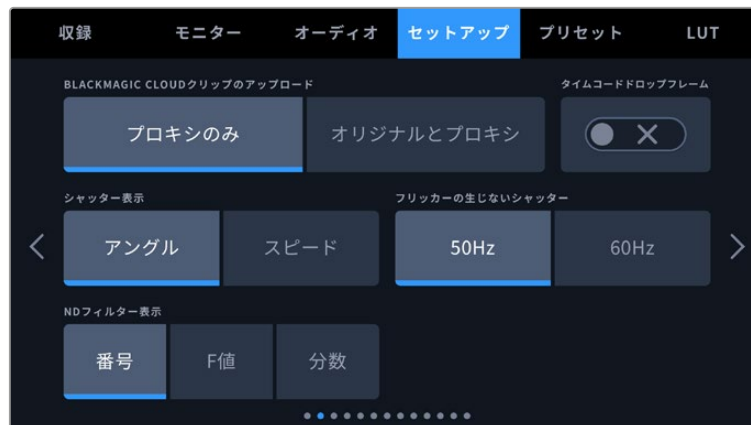 収録 モニター オーディオ セットアップ プリセット LUT
BLACKMAGIC CLOUDクリップのアップロード タイムコードドロップフレーム
プロキシのみ オリジナルとプロキシ
シャッター表示 フリッカーの生じないシャッター
アングル スピード 50Hz 60Hz
NDフィルター表示
番号 F値 分数